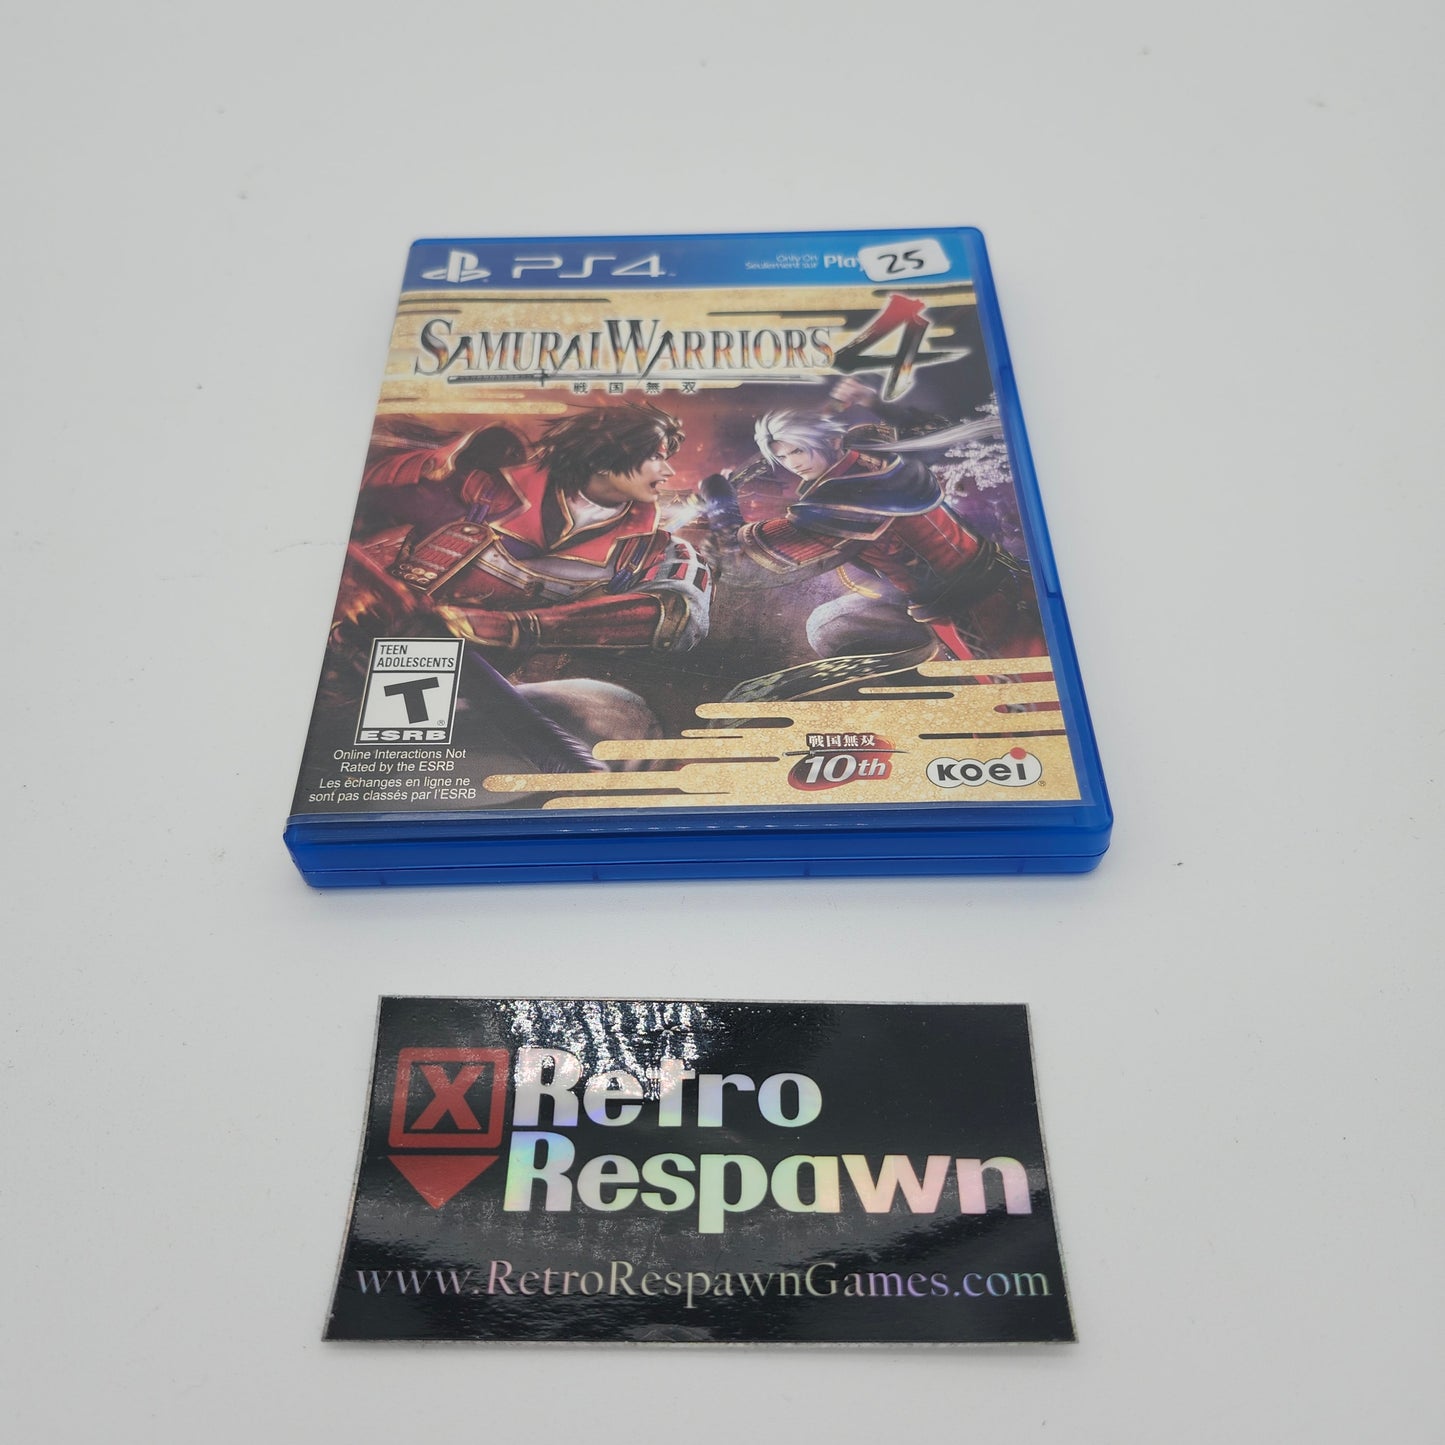 PS4
Only On
Seulement sur
Play
25
SAMURAI WARRIORS 4
戦国無双
TEEN
ADOLESCENTS
T
ESRB
Online Interactions Not
Rated by the ESRB
Les échanges en ligne ne
sont pas classés par l'ESRB
戦国無双
10th
KOEI
X Retro
Respawn
www.RetroRespawnGames.com